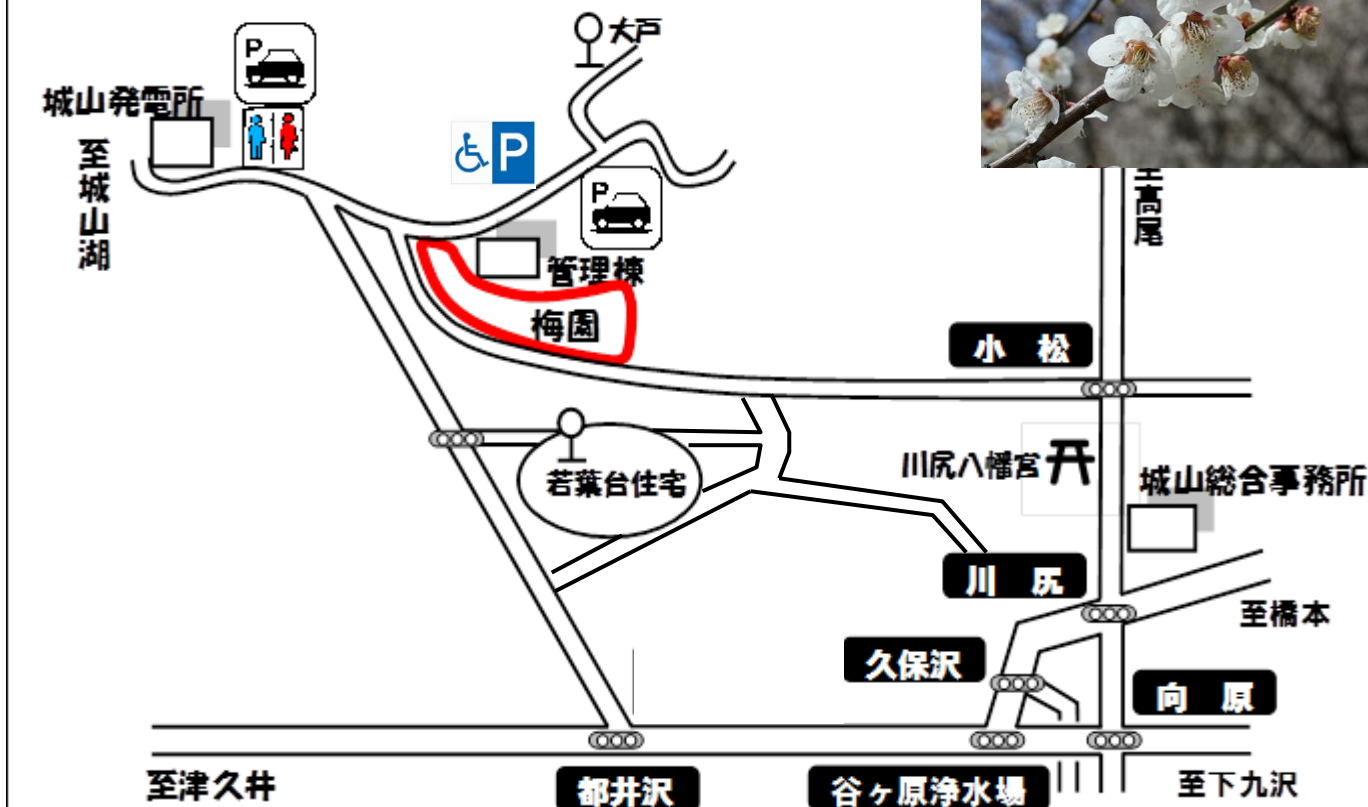 大戸
P
城山発電所
至城山湖
P
P
至高尾
管理棟
梅園
小 松
川尻八幡宮
城山総合事務所
若葉台住宅
川 尻
至橋本
久保沢
向 原
至津久井
都井沢
谷ヶ原浄水場
至下九沢